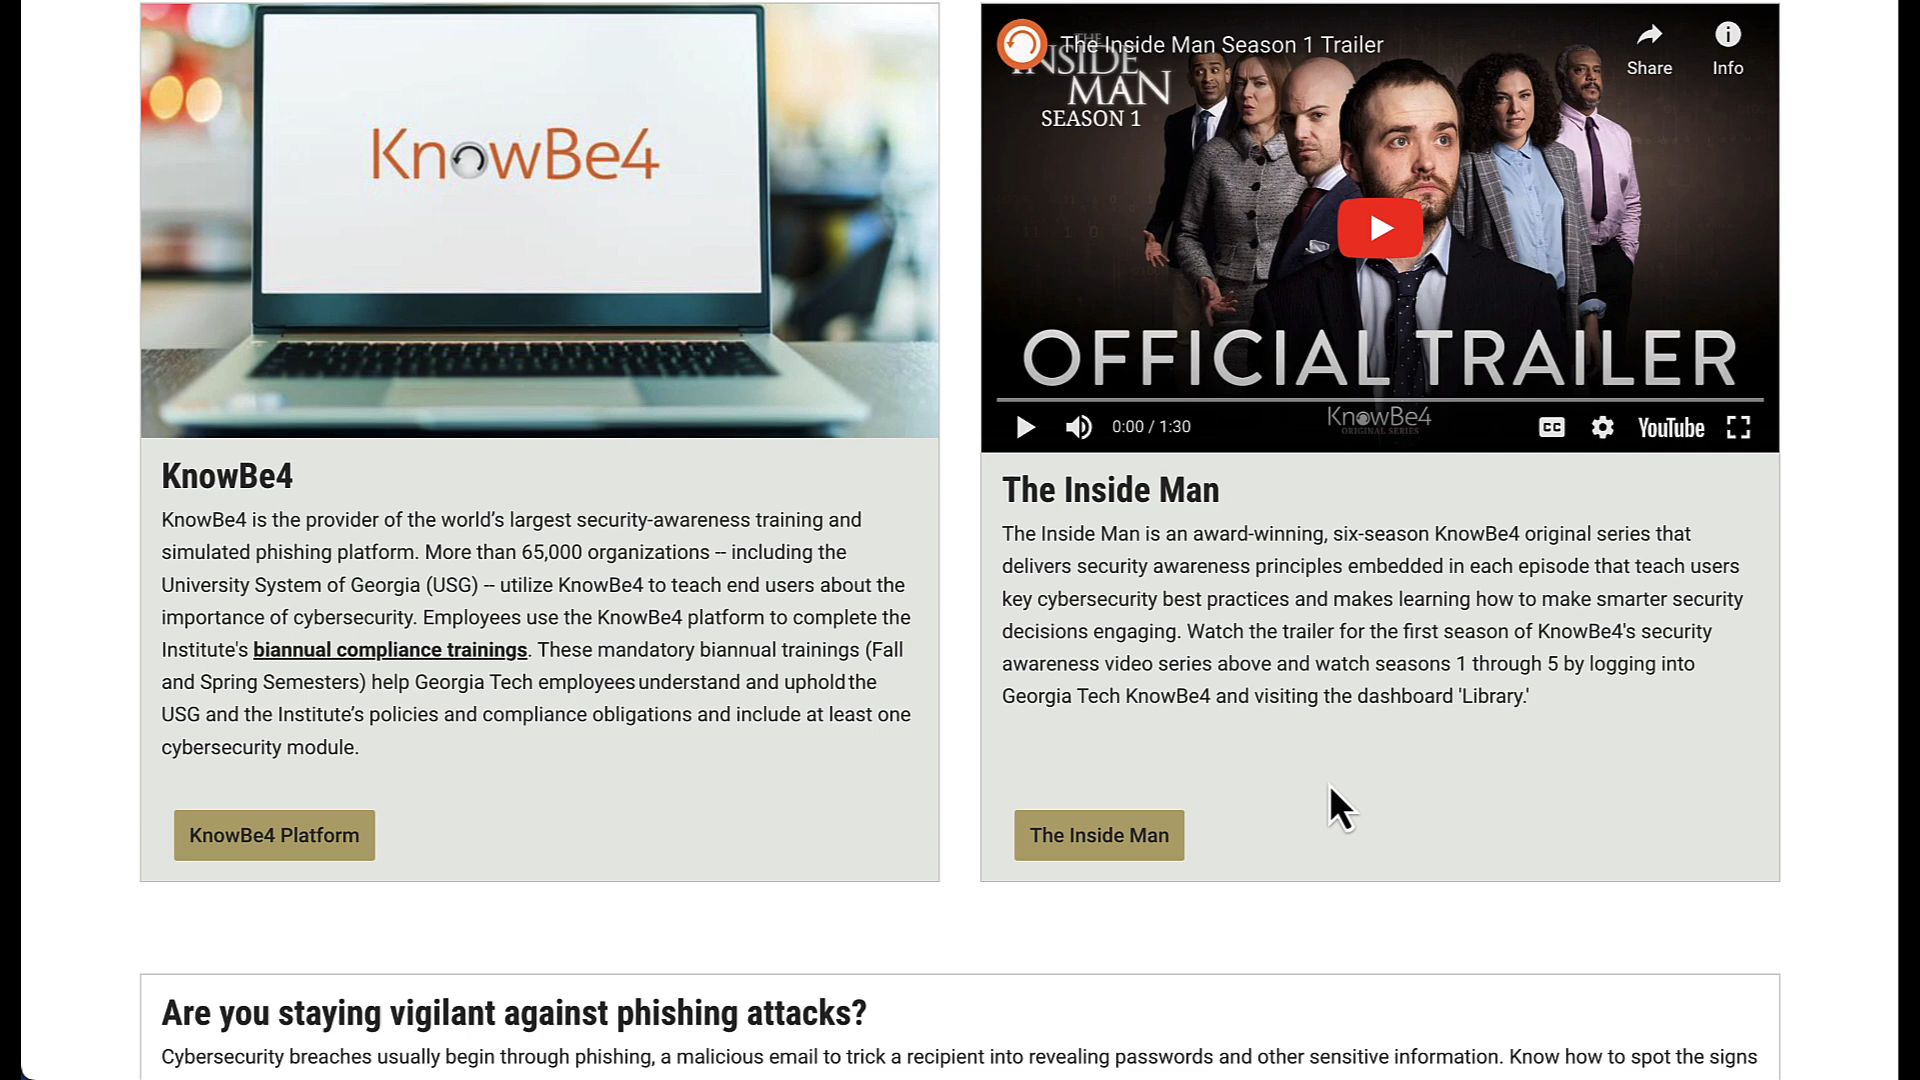 KnowBe4
The Inside Man Season 1 Trailer
Share
Info
THE
INSIDE
MAN
SEASON 1
OFFICIAL TRAILER
0:00 / 1:30
KnowBe4
ORIGINAL SERIES
CC
YouTube
KnowBe4
KnowBe4 is the provider of the world’s largest security-awareness training and
simulated phishing platform. More than 65,000 organizations -- including the
University System of Georgia (USG) -- utilize KnowBe4 to teach end users about the
importance of cybersecurity. Employees use the KnowBe4 platform to complete the
Institute's biannual compliance trainings. These mandatory biannual trainings (Fall
and Spring Semesters) help Georgia Tech employees understand and uphold the
USG and the Institute’s policies and compliance obligations and include at least one
cybersecurity module.
KnowBe4 Platform
The Inside Man
The Inside Man is an award-winning, six-season KnowBe4 original series that
delivers security awareness principles embedded in each episode that teach users
key cybersecurity best practices and makes learning how to make smarter security
decisions engaging. Watch the trailer for the first season of KnowBe4's security
awareness video series above and watch seasons 1 through 5 by logging into
Georgia Tech KnowBe4 and visiting the dashboard 'Library.'
The Inside Man
Are you staying vigilant against phishing attacks?
Cybersecurity breaches usually begin through phishing, a malicious email to trick a recipient into revealing passwords and other sensitive information. Know how to spot the signs